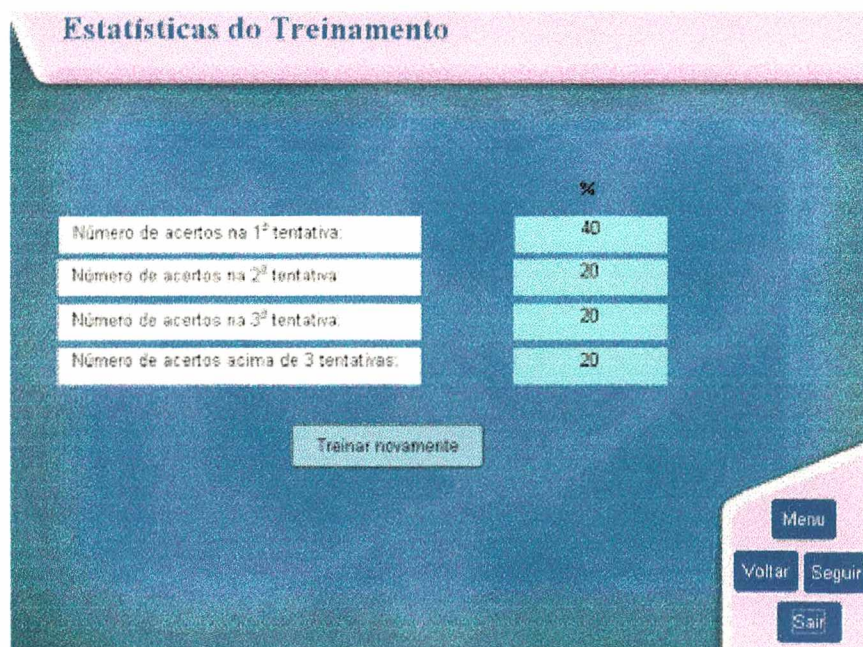 Estatísticas do Treinamento
%
Número de acertos na 1ª tentativa: 40
Número de acertos na 2ª tentativa 20
Número de acertos na 3ª tentativa: 20
Número de acertos acima de 3 tentativas: 20
Treinar novamente
Menu
Voltar Seguir
Sair